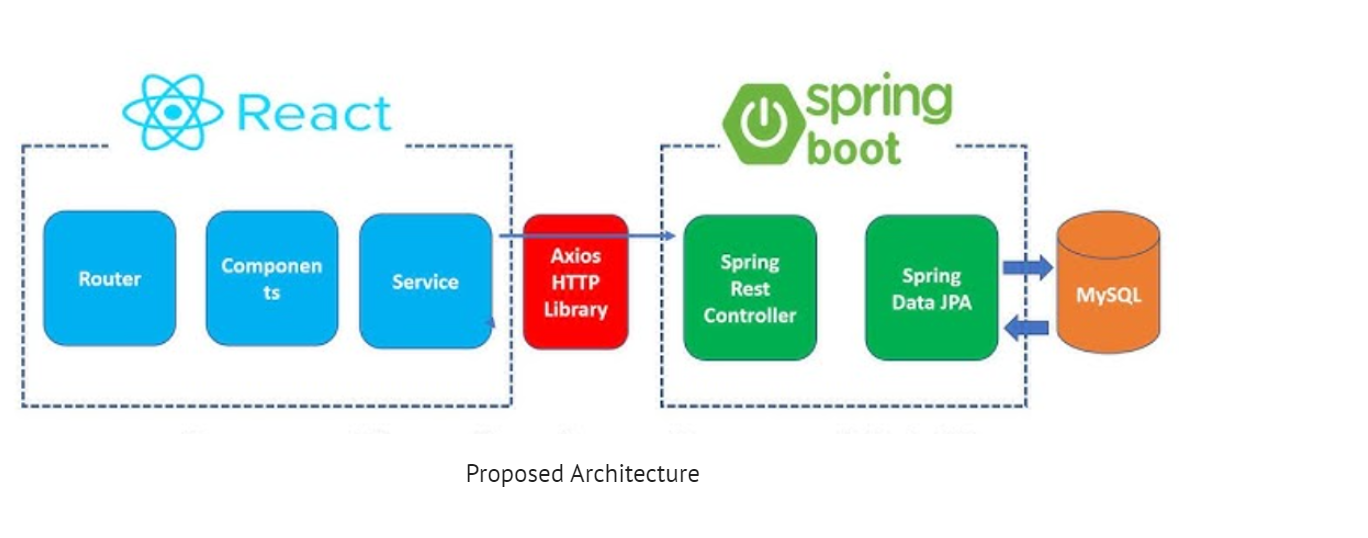 React
spring
boot
Router
Componen
ts
Service
Axios
HTTP
Library
Spring
Rest
Controller
Spring
Data JPA
MySQL
Proposed Architecture